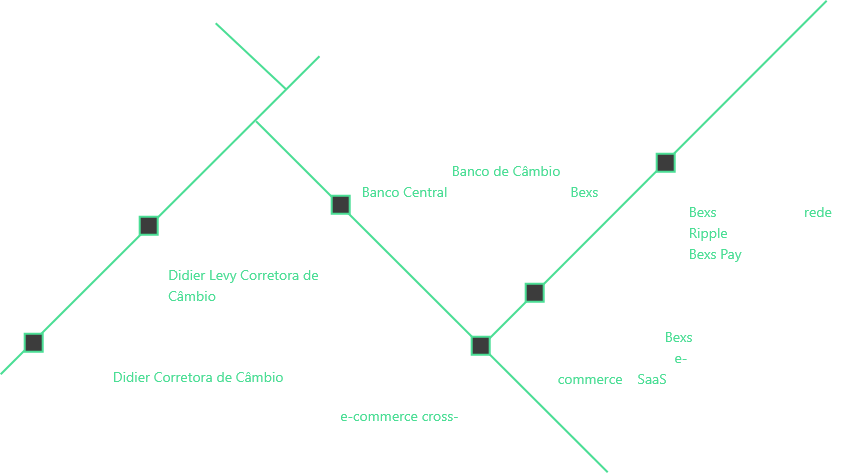 Banco de Câmbio
Banco Central Bexs
Bexs rede
Ripple
Bexs Pay
Didier Levy Corretora de
Câmbio
Bexs
e-
commerce SaaS
Didier Corretora de Câmbio
e-commerce cross-